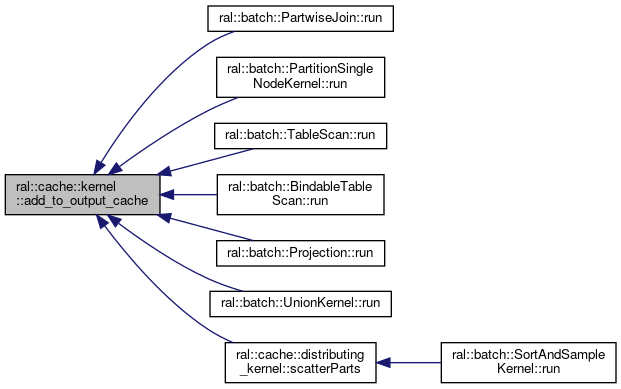 ral::batch::PartwiseJoin::run
ral::batch::PartitionSingle
NodeKernel::run
ral::batch::TableScan::run
ral::cache::kernel
::add_to_output_cache
ral::batch::BindableTable
Scan::run
ral::batch::Projection::run
ral::batch::UnionKernel::run
ral::cache::distributing
_kernel::scatterParts
ral::batch::SortAndSample
Kernel::run